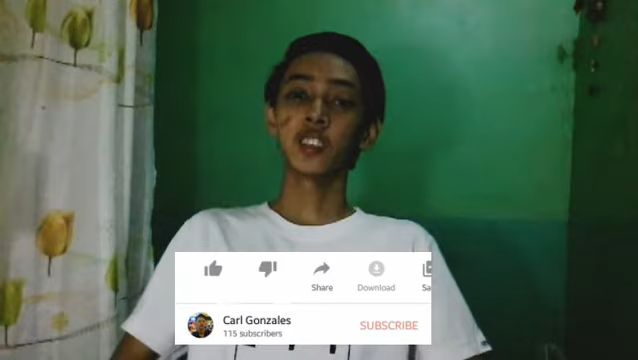 Share Download Sa
Carl Gonzales SUBSCRIBE
115 subscribers